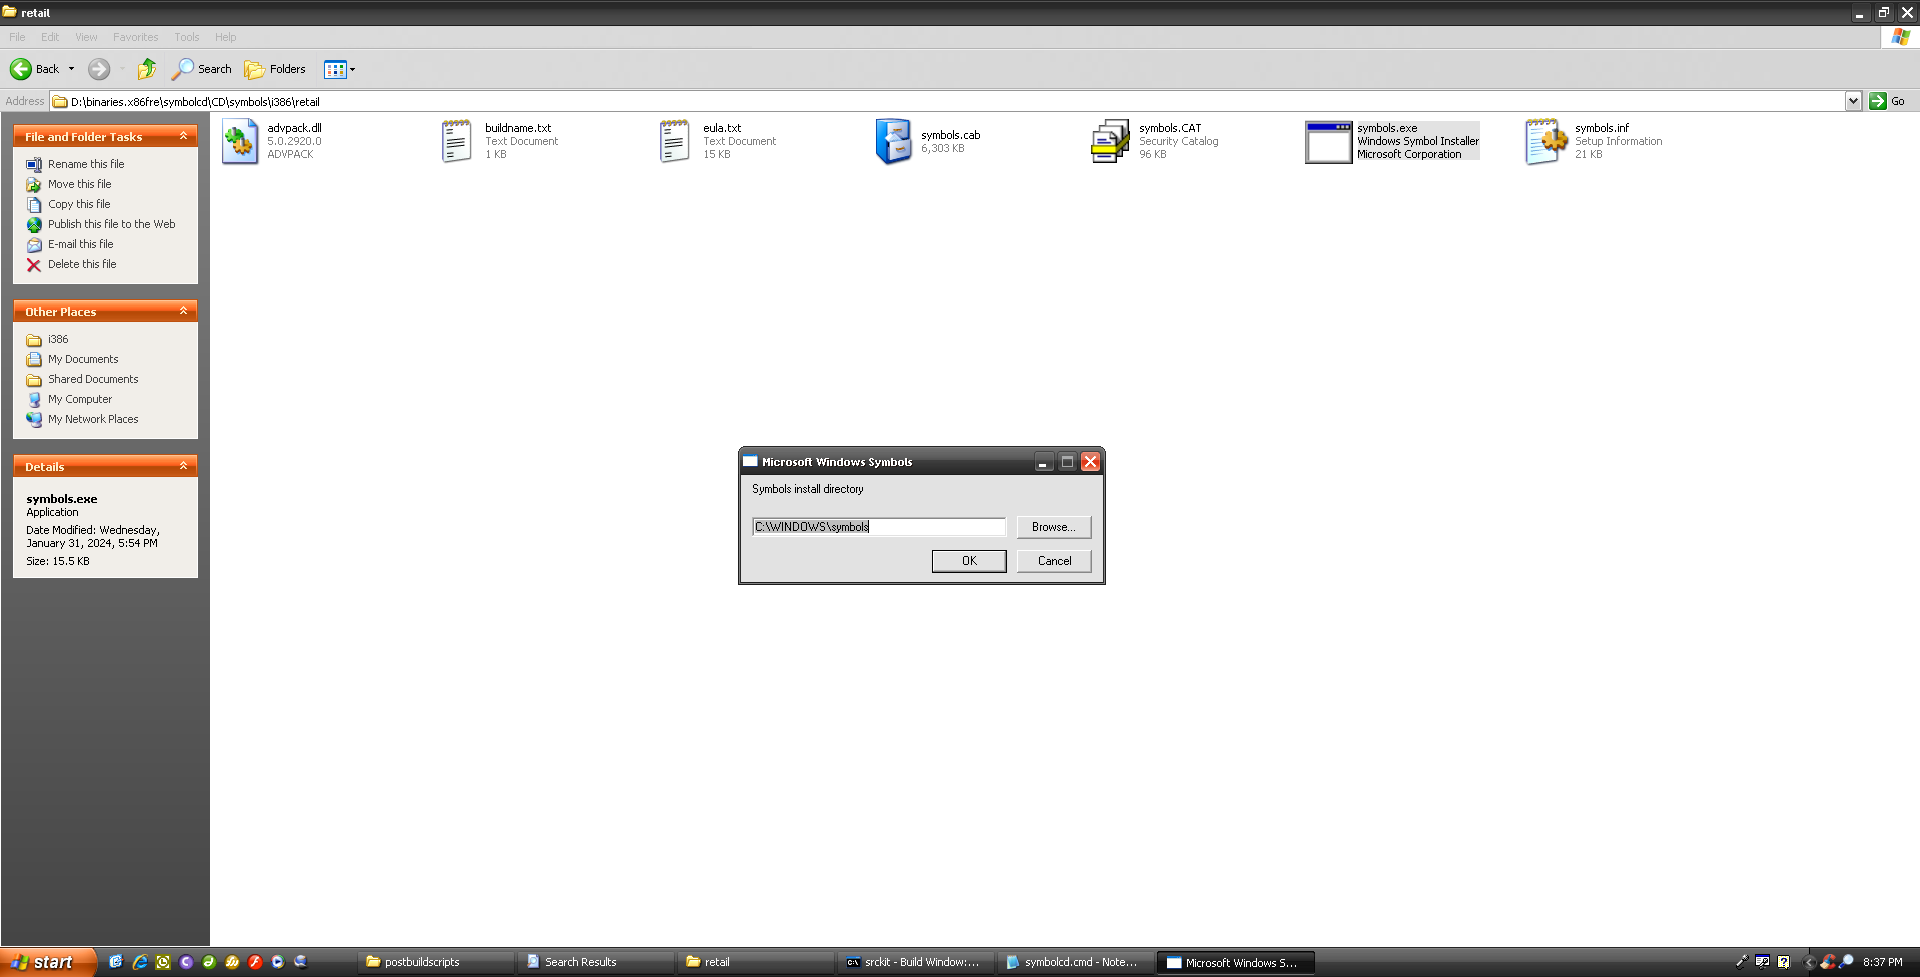 retail
File Edit View Favorites Tools Help
Back Search Folders
Address D:\binaries.x86fre\symbolcd\CD\symbols\i386\retail Go
File and Folder Tasks
Rename this file
Move this file
Copy this file
Publish this file to the Web
E-mail this file
Delete this file
Other Places
i386
My Documents
Shared Documents
My Computer
My Network Places
Details
symbols.exe
Application
Date Modified: Wednesday,
January 31, 2024, 5:54 PM
Size: 15.5 KB
advpack.dll
5.0.2920.0
ADVPACK
buildname.txt
Text Document
1 KB
eula.txt
Text Document
15 KB
symbols.cab
6,303 KB
symbols.CAT
Security Catalog
96 KB
symbols.exe
Windows Symbol Installer
Microsoft Corporation
symbols.inf
Setup Information
21 KB
Microsoft Windows Symbols
Symbols install directory
C:\WINDOWS\symbols
Browse...
OK Cancel
start postbuildscripts Search Results retail srckit - Build Window:... symbolcd.cmd - Note... Microsoft Windows S... 8:37 PM